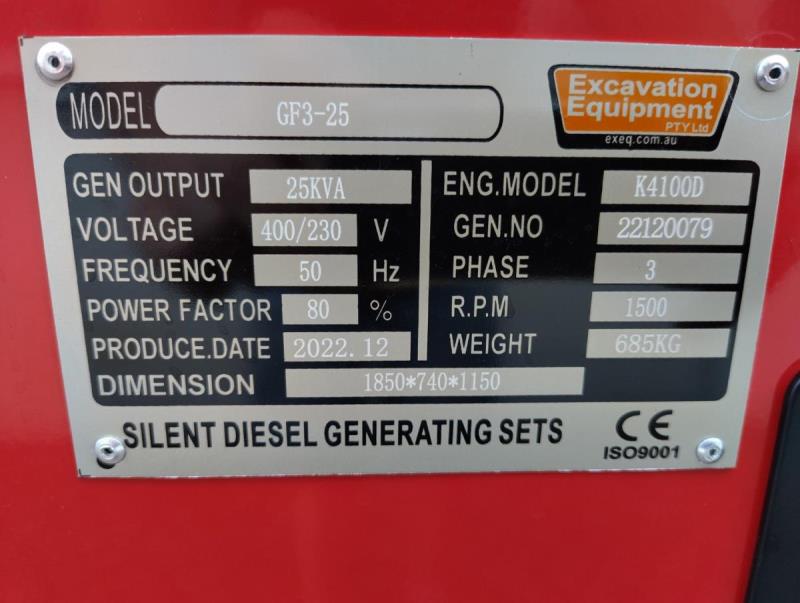 MODEL GF3-25
Excavation
Equipment
PTY Ltd
exeq.com.au
GEN OUTPUT 25KVA
VOLTAGE 400/230 V
FREQUENCY 50 Hz
POWER FACTOR 80 %
PRODUCE.DATE 2022.12
ENG.MODEL K4100D
GEN.NO 22120079
PHASE 3
R.P.M 1500
WEIGHT 685KG
DIMENSION 1850*740*1150
SILENT DIESEL GENERATING SETS
CE
ISO9001